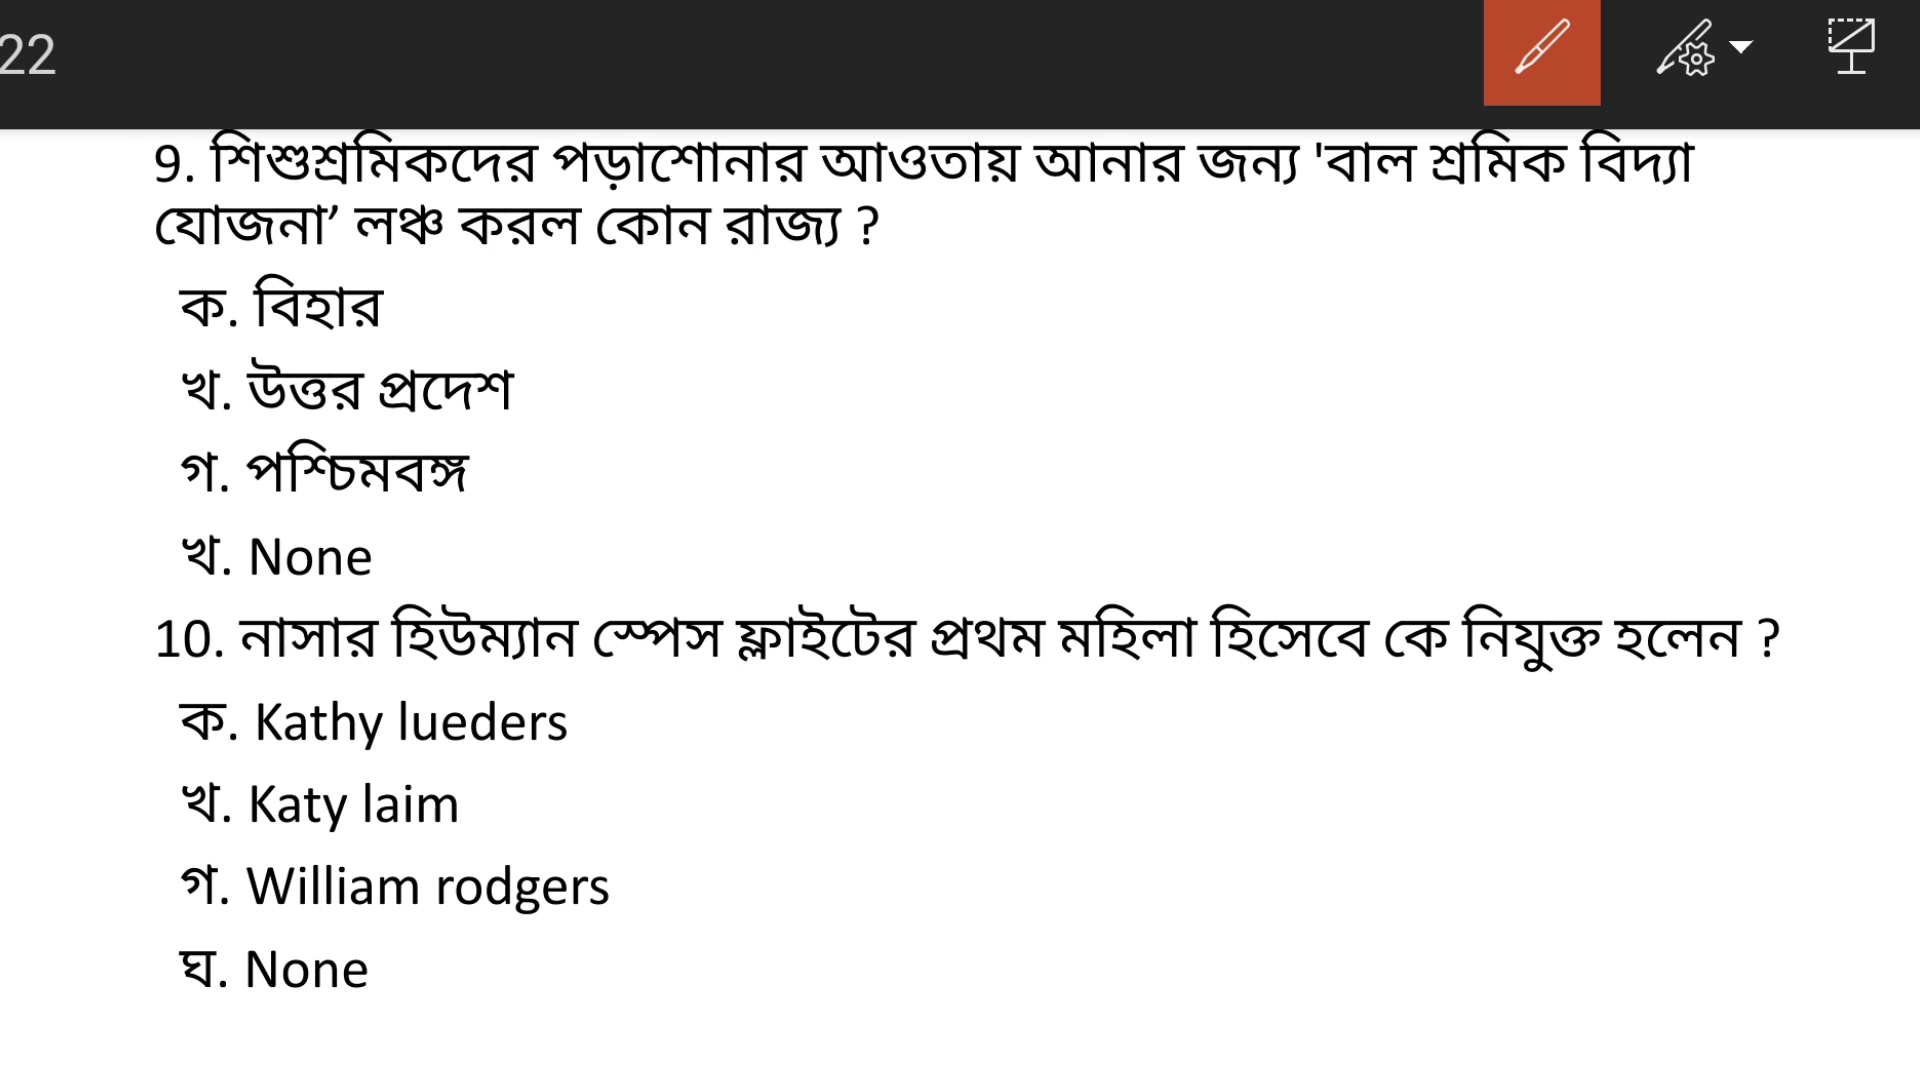 22
9. শিশুশ্রমিকদের পড়াশোনার আওতায় আনার জন্য 'বাল শ্রমিক বিদ্যা
যোজনা’ লঞ্চ করল কোন রাজ্য ?
ক. বিহার
খ. উত্তর প্রদেশ
গ. পশ্চিমবঙ্গ
খ. None
10. নাসার হিউম্যান স্পেস ফ্লাইটের প্রথম মহিলা হিসেবে কে নিযুক্ত হলেন ?
ক. Kathy lueders
খ. Katy laim
গ. William rodgers
ঘ. None